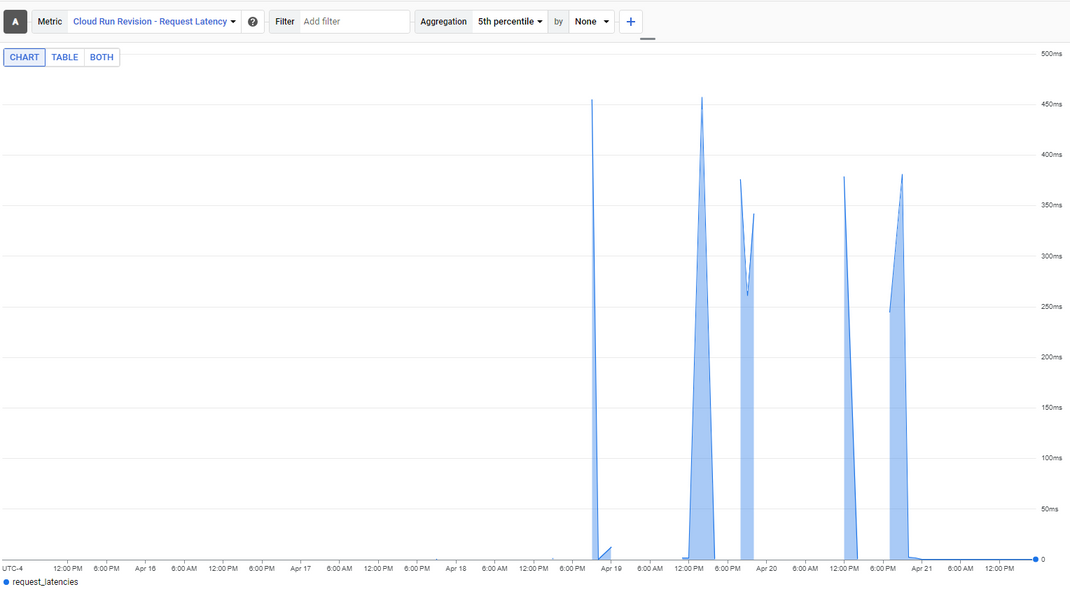 A Metric Cloud Run Revision - Request Latency ? Filter Add filter Aggregation 5th percentile by None +
CHART TABLE BOTH
500ms
450ms
400ms
350ms
300ms
250ms
200ms
150ms
100ms
50ms
0
UTC-4 12:00 PM 6:00 PM Apr 16 6:00 AM 12:00 PM 6:00 PM Apr 17 6:00 AM 12:00 PM 6:00 PM Apr 18 6:00 AM 12:00 PM 6:00 PM Apr 19 6:00 AM 12:00 PM 6:00 PM Apr 20 6:00 AM 12:00 PM 6:00 PM Apr 21 6:00 AM 12:00 PM
request_latencies